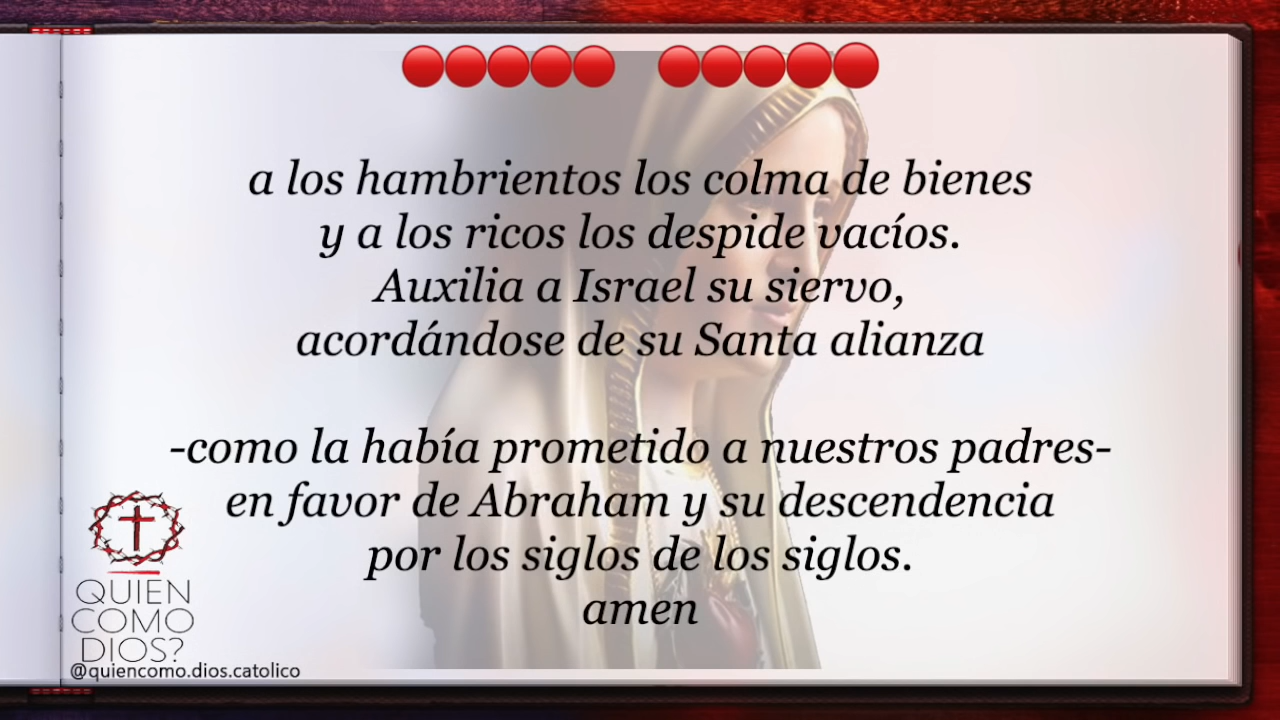 a los hambrientos los colma de bienes
y a los ricos los despide vacíos.
Auxilia a Israel su siervo,
acordándose de su Santa alianza
-como la había prometido a nuestros padres-
en favor de Abraham y su descendencia
por los siglos de los siglos.
amen
QUIEN
COMO
DIOS?
@quiencomo.dios.catolico